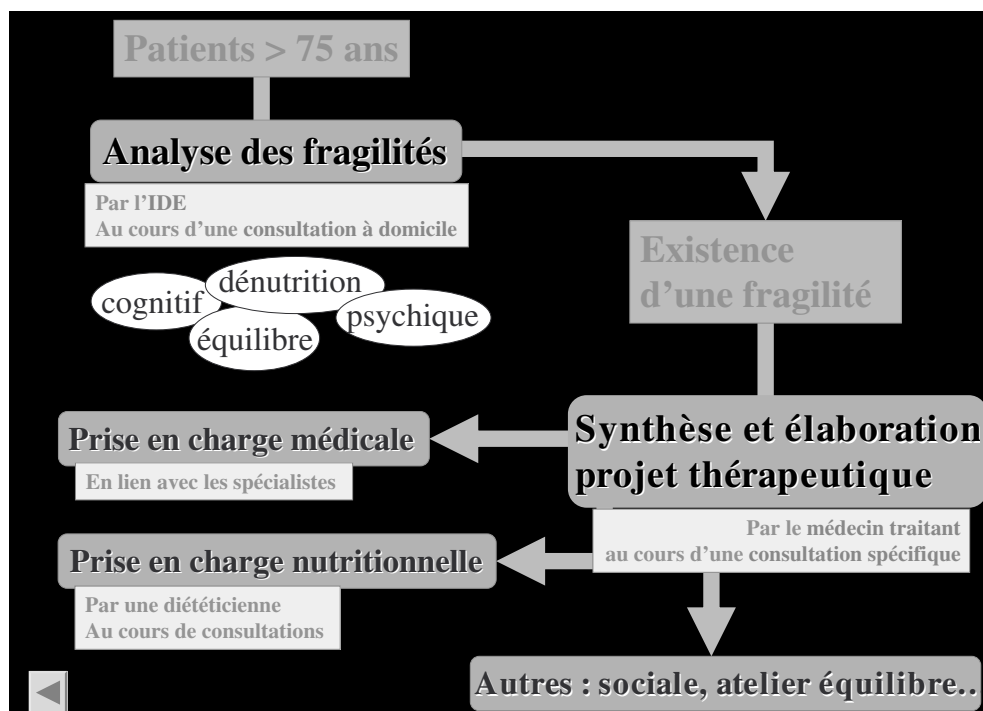 Patients > 75 ans
Analyse des fragilités
Par l'IDE
Au cours d'une consultation à domicile
cognitif
dénutrition
équilibre
psychique
Existence
d'une fragilité
Synthèse et élaboration
projet thérapeutique
Par le médecin traitant
au cours d'une consultation spécifique
Prise en charge médicale
En lien avec les spécialistes
Prise en charge nutritionnelle
Par une diététicienne
Au cours de consultations
Autres : sociale, atelier équilibre..